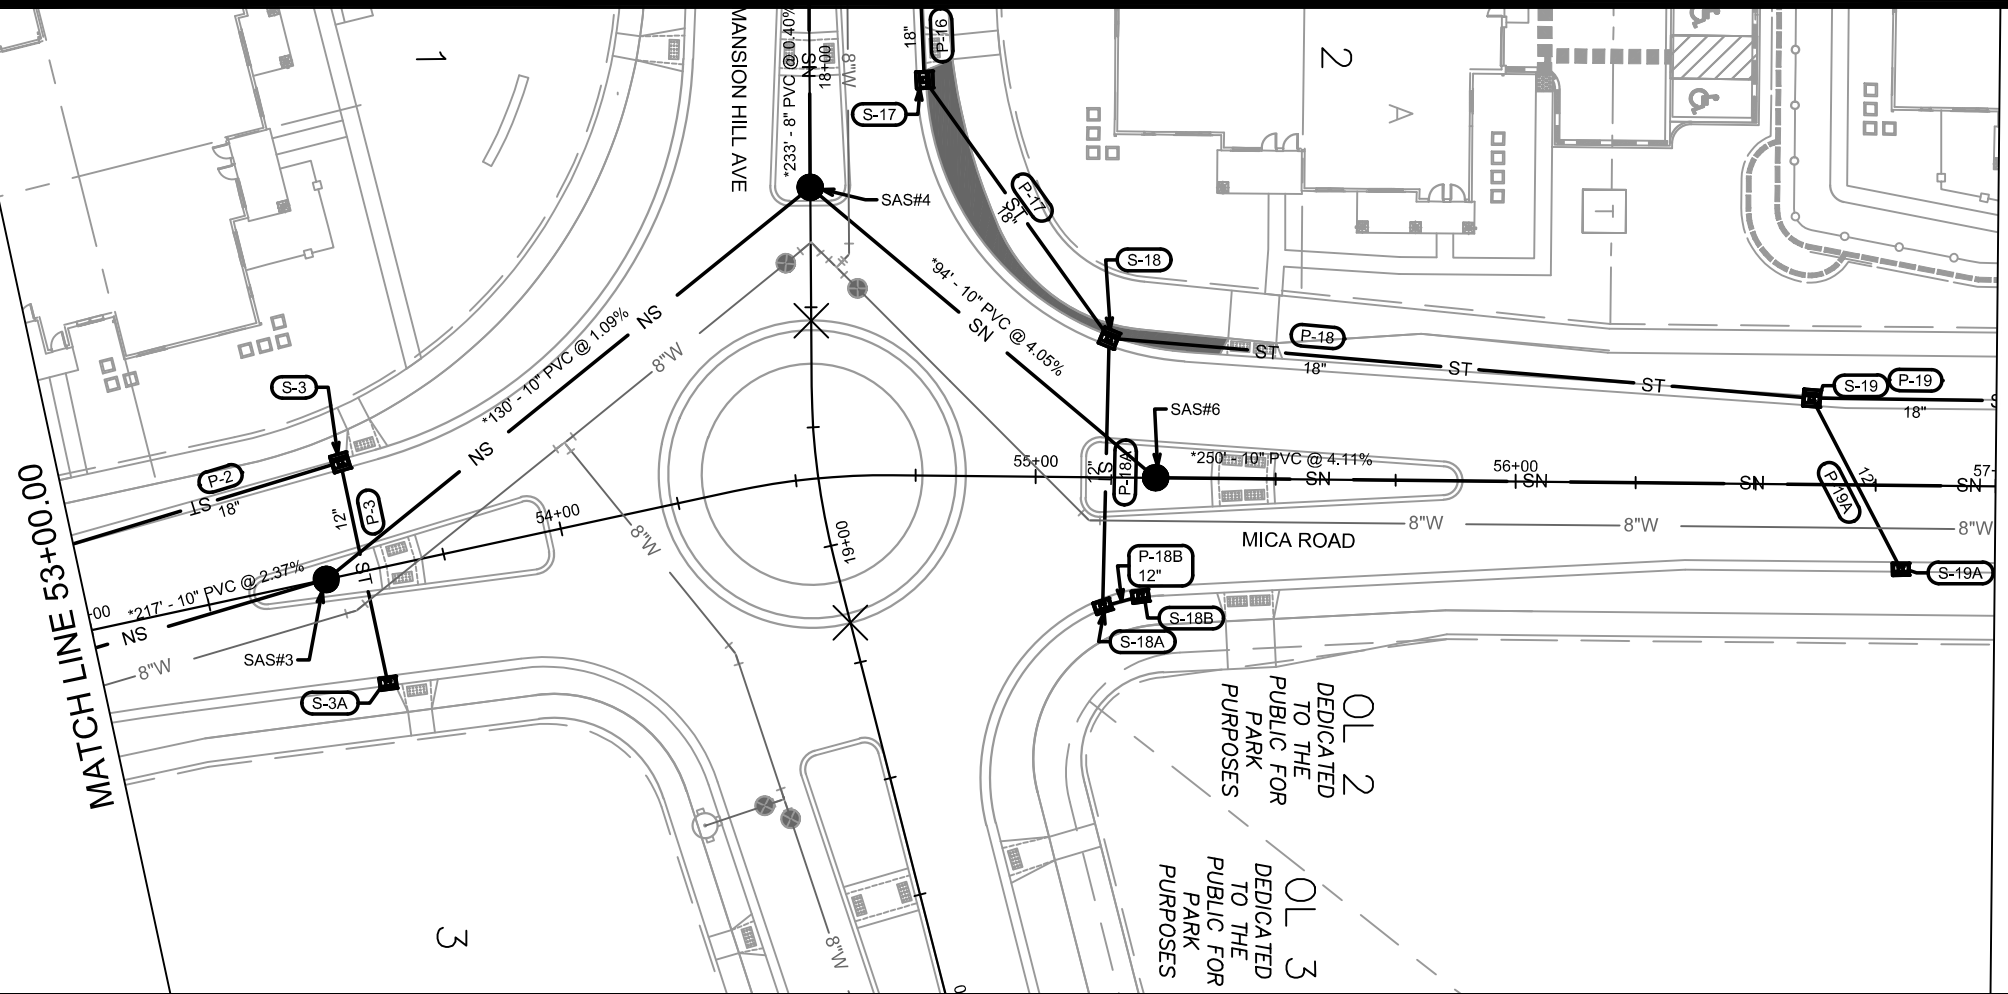 1
MANSION HILL AVE
*233' - 8" PVC @ 0.40%
SN
18+00
8"W
18"
P-16
S-17
2
A
T
SAS#4
P-17
ST
18"
S-18
*94' - 10" PVC @ 4.05%
SN
NS
*130' - 10" PVC @ 1.09%
NS
8"W
P-18
ST
18"
ST
ST
S-19
P-19
18"
S-3
SAS#6
P-2
ST
18"
12"
P-3
ST
54+00
8"W
55+00
12"
P-18A
*250' - 10" PVC @ 4.11%
SN
56+00
SN
SN
12"
P-19A
57+
SN
8"W
8"W
8"W
MICA ROAD
19+00
MATCH LINE 53+00.00
+00
*217' - 10" PVC @ 2.37%
NS
8"W
SAS#3
S-3A
P-18B
12"
S-18B
S-18A
S-19A
OL 2
DEDICATED
TO THE
PUBLIC FOR
PARK
PURPOSES
OL 3
DEDICATED
TO THE
PUBLIC FOR
PARK
PURPOSES
3
8"W